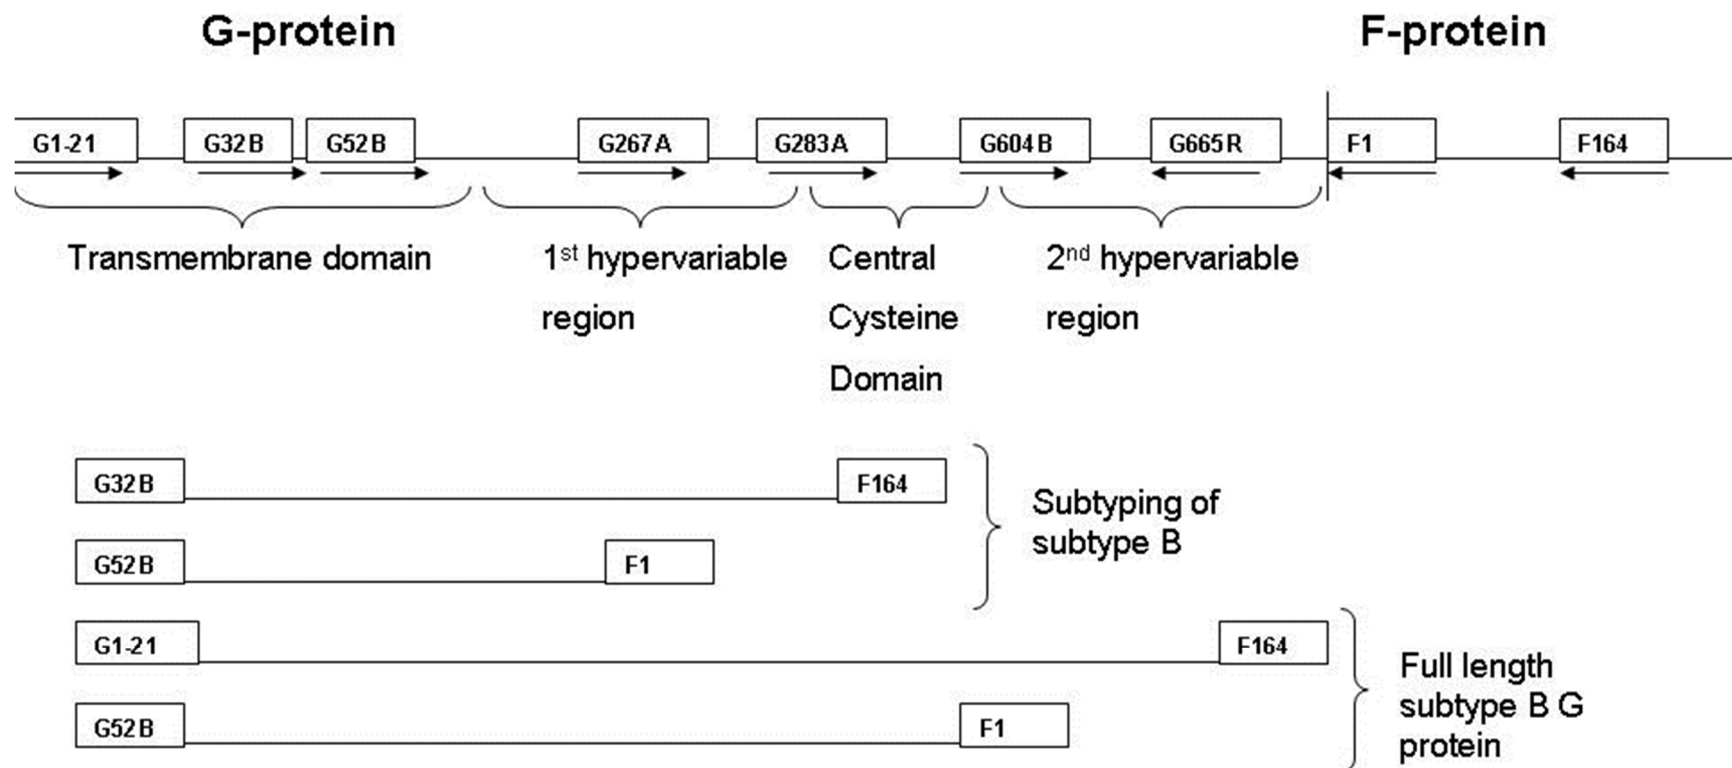 G-protein
F-protein
G1-21
G32B
G52B
G267A
G283A
G604B
G665R
F1
F164
Transmembrane domain
1st hypervariable
region
Central
Cysteine
Domain
2nd hypervariable
region
G32B
F164
G52B
F1
Subtyping of
subtype B
G1-21
F164
G52B
F1
Full length
subtype B G
protein